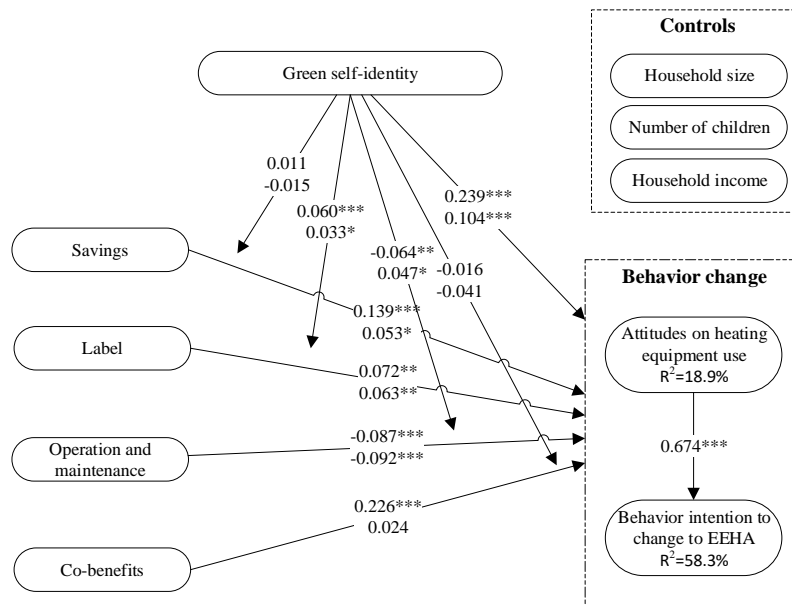 Controls
Household size
Number of children
Household income
Green self-identity
0.011
-0.015
0.060***
0.033*
-0.064**
0.047*
-0.016
-0.041
0.239***
0.104***
Savings
0.139***
0.053*
Label
0.072**
0.063**
Operation and
maintenance
-0.087***
-0.092***
Co-benefits
0.226***
0.024
Behavior change
Attitudes on heating
equipment use
R²=18.9%
0.674***
Behavior intention to
change to EEHA
R²=58.3%